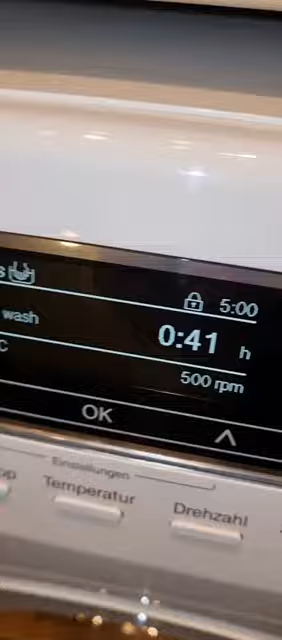 5:00
wash 0:41 h
500 rpm
OK
Einstellungen
Temperatur Drehzahl